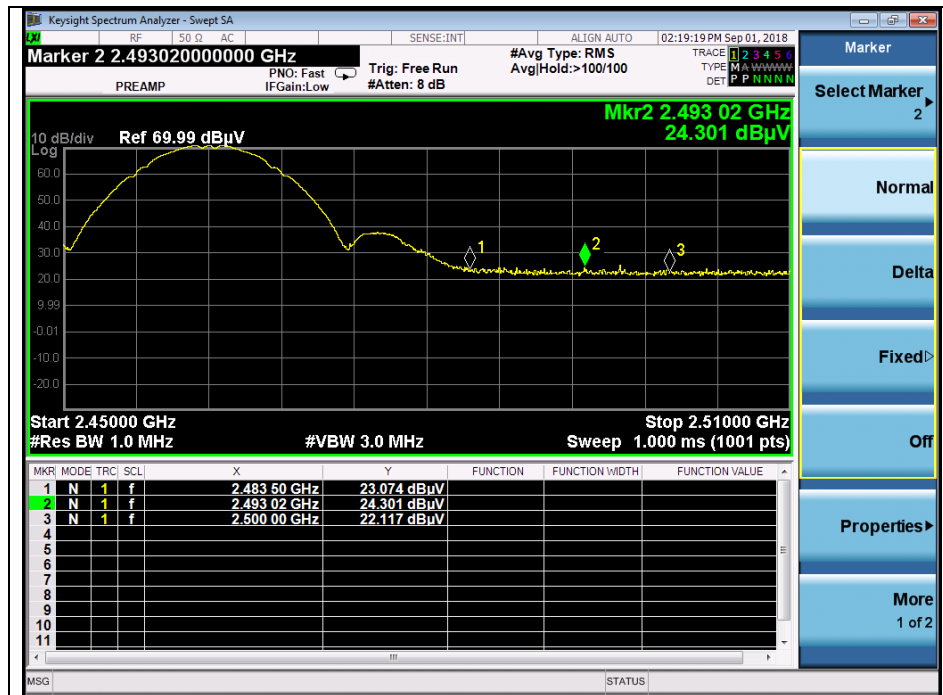 Keysight Spectrum Analyzer - Swept SA
LXI RF 50 Ω AC SENSE:INT ALIGN AUTO 02:19:19 PM Sep 01, 2018
Marker 2 2.493020000000 GHz
PREAMP
PNO: Fast
IFGain:Low
Trig: Free Run
#Atten: 8 dB
#Avg Type: RMS
Avg|Hold:>100/100
TRACE 1 2 3 4 5 6
TYPE M A W W W W
DET P P N N N N
Mkr2 2.493 02 GHz
24.301 dBµV
10 dB/div Ref 69.99 dBµV
Log
60.0
50.0
40.0
30.0
20.0
9.99
-0.01
-10.0
-20.0
1
2
3
Start 2.45000 GHz Stop 2.51000 GHz
#Res BW 1.0 MHz #VBW 3.0 MHz Sweep 1.000 ms (1001 pts)
MKR MODE TRC SCL X Y FUNCTION FUNCTION WIDTH FUNCTION VALUE
1 N 1 f 2.483 50 GHz 23.074 dBµV
2 N 1 f 2.493 02 GHz 24.301 dBµV
3 N 1 f 2.500 00 GHz 22.117 dBµV
4
5
6
7
8
9
10
11
MSG STATUS
Marker
Select Marker
2
Normal
Delta
Fixed
Off
Properties
More
1 of 2